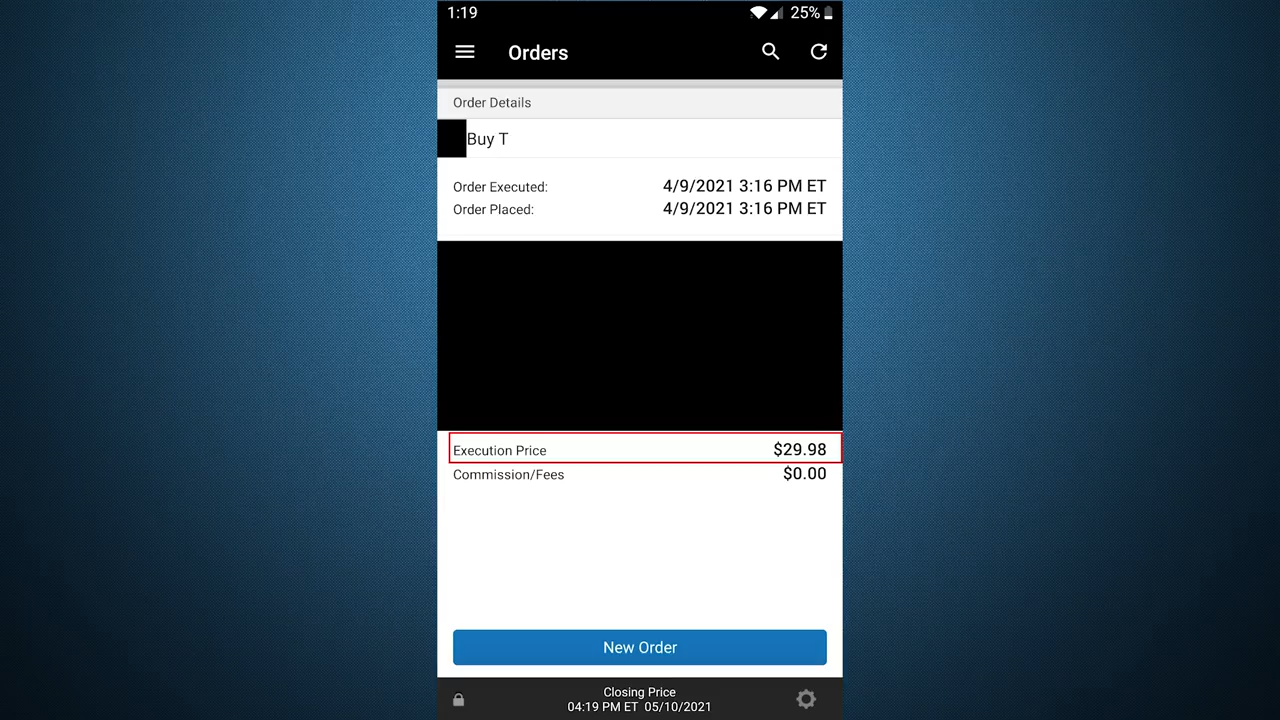 1:19 25%
Orders
Order Details
Buy T
Order Executed: 4/9/2021 3:16 PM ET
Order Placed: 4/9/2021 3:16 PM ET
Execution Price $29.98
Commission/Fees $0.00
New Order
Closing Price
04:19 PM ET 05/10/2021